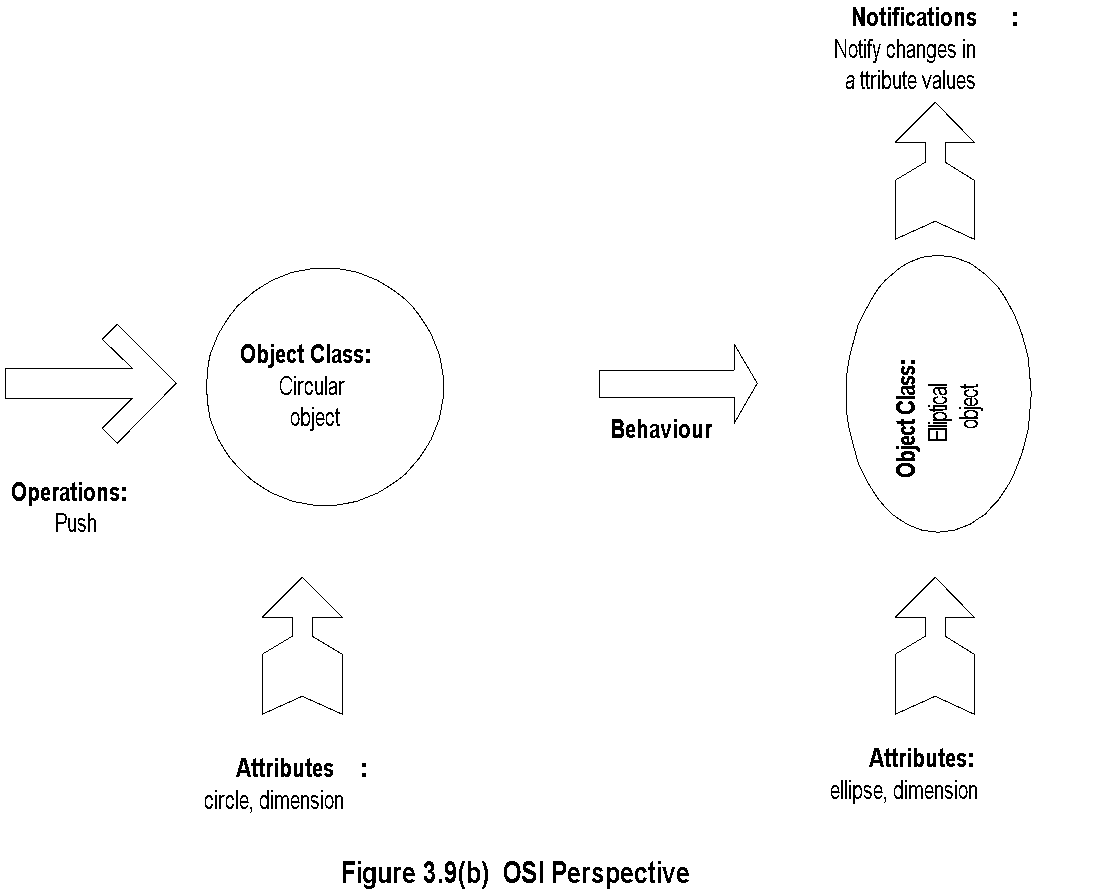 Notifications :
Notify changes in
a ttribute values
Object Class:
Circular
object
Operations:
Push
Behaviour
Object Class:
Elliptical
object
Attributes :
circle, dimension
Attributes:
ellipse, dimension
Figure 3.9(b) OSI Perspective